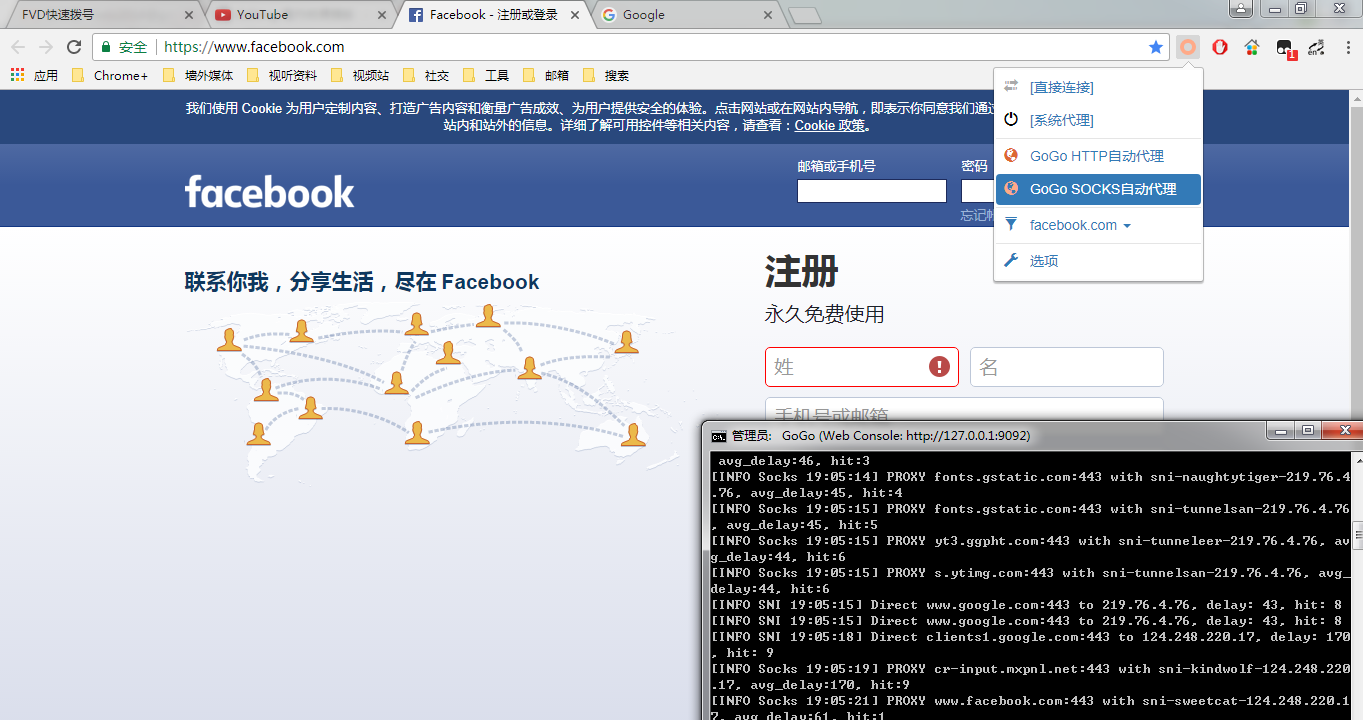 FVD快速拨号
YouTube
Facebook - 注册或登录
Google
安全
https://www.facebook.com
1
英
en
应用
Chrome+
墙外媒体
视听资料
视频站
社交
工具
邮箱
搜索
我们使用 Cookie 为用户定制内容、打造广告内容和衡量广告成效、为用户提供安全的体验。点击网站或在网站内导航，即表示你同意我们通过
站内和站外的信息。详细了解可用控件等相关内容，请查看：Cookie 政策。
[直接连接]
[系统代理]
GoGo HTTP自动代理
GoGo SOCKS自动代理
facebook.com
选项
facebook
邮箱或手机号
密码
忘记帐
联系你我，分享生活，尽在 Facebook
注册
永久免费使用
姓
名
手机号或邮箱
管理员: GoGo (Web Console: http://127.0.0.1:9092)
avg_delay:46, hit:3
[INFO Socks 19:05:14] PROXY fonts.gstatic.com:443 with sni-naughtytiger-219.76.4
.76, avg_delay:45, hit:4
[INFO Socks 19:05:15] PROXY fonts.gstatic.com:443 with sni-tunnelsan-219.76.4.76
, avg_delay:45, hit:5
[INFO Socks 19:05:15] PROXY yt3.ggpht.com:443 with sni-tunneleer-219.76.4.76, av
g_delay:44, hit:6
[INFO Socks 19:05:15] PROXY s.ytimg.com:443 with sni-tunnelsan-219.76.4.76, avg_
delay:44, hit:6
[INFO SNI 19:05:15] Direct www.google.com:443 to 219.76.4.76, delay: 43, hit: 8
[INFO SNI 19:05:15] Direct www.google.com:443 to 219.76.4.76, delay: 43, hit: 8
[INFO SNI 19:05:18] Direct clients1.google.com:443 to 124.248.220.17, delay: 170
, hit: 9
[INFO Socks 19:05:19] PROXY cr-input.mxpnl.net:443 with sni-kindwolf-124.248.220
.17, avg_delay:170, hit:9
[INFO Socks 19:05:21] PROXY www.facebook.com:443 with sni-sweetcat-124.248.220.1
7, avg_delay:61, hit:1